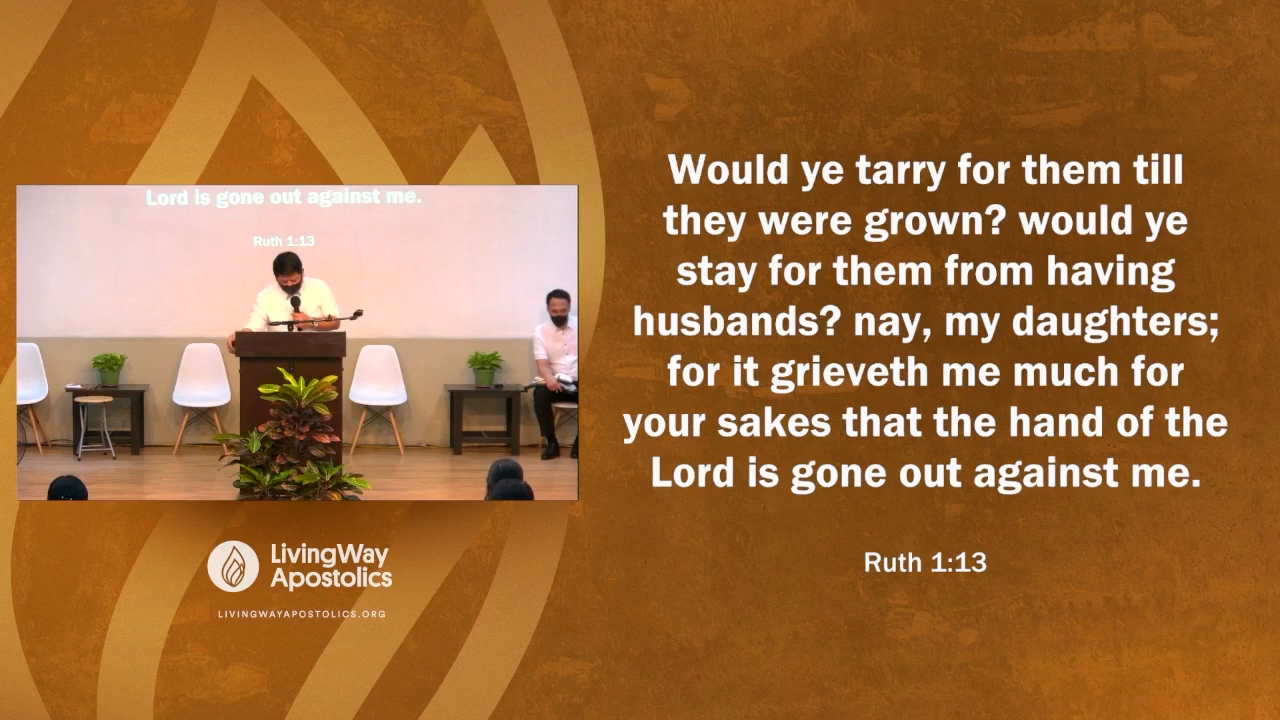 Lord is gone out against me.
Ruth 1:13
LivingWay
Apostolics
LIVINGWAYAPOSTOLICS.ORG
Would ye tarry for them till
they were grown? would ye
stay for them from having
husbands? nay, my daughters;
for it grieveth me much for
your sakes that the hand of the
Lord is gone out against me.
Ruth 1:13